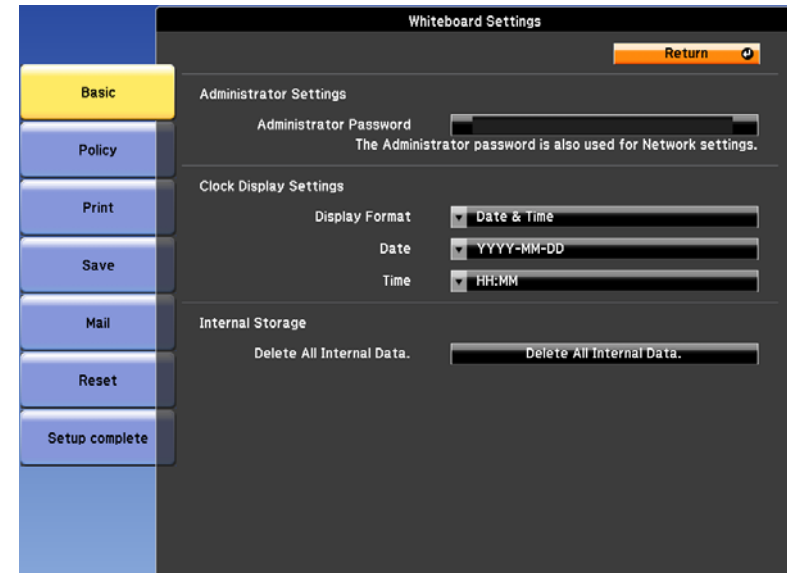 Whiteboard Settings
Return
Basic
Policy
Print
Save
Mail
Reset
Setup complete
Administrator Settings
Administrator Password
The Administrator password is also used for Network settings.
Clock Display Settings
Display Format Date & Time
Date YYYY-MM-DD
Time HH:MM
Internal Storage
Delete All Internal Data. Delete All Internal Data.